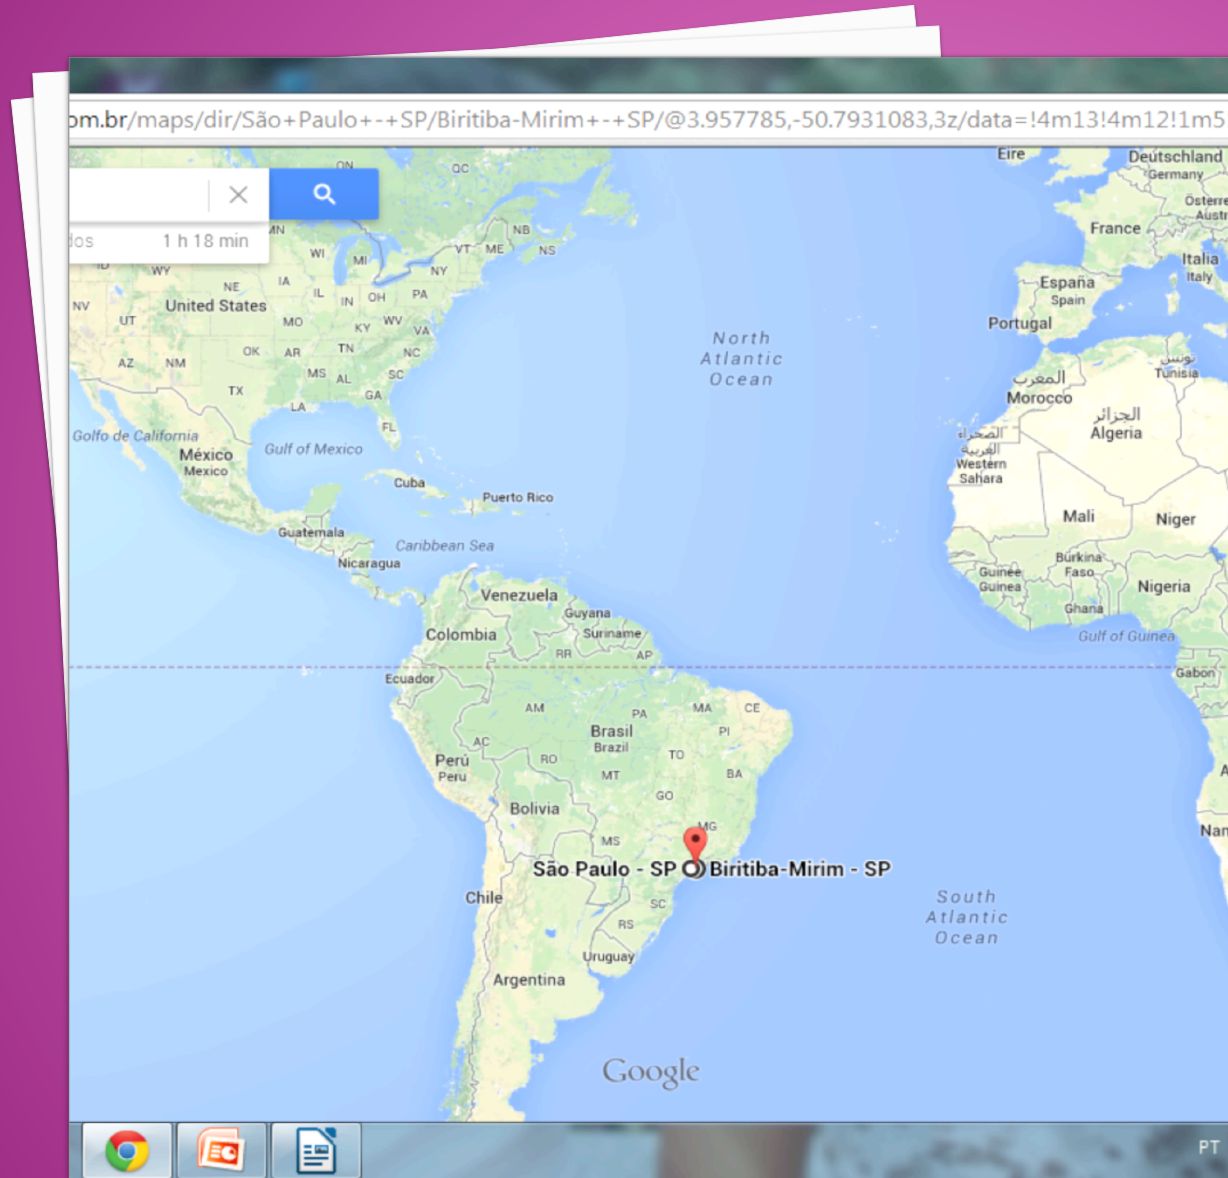 om.br/maps/dir/São+Paulo+-+SP/Biritiba-Mirim+-+SP/@3.957785,-50.7931083,3z/data=!4m13!4m12!1m5
Eire
Deutschland
Germany
ON
QC
Österre
Austr
dos 1 h 18 min
MN
NB
VT
ME
NS
France
WI
MI
Italia
Italy
ID
WY
NY
NE
IA
IL
IN
OH
PA
España
Spain
NV
United States
UT
MO
KY
WV
VA
Portugal
North
Atlantic
Ocean
OK
AR
TN
NC
AZ
NM
MS
AL
SC
تونس
Tunisia
TX
GA
المغرب
Morocco
LA
FL
الجزائر
Algeria
Golfo de California
Gulf of Mexico
الصحراء
الغربية
Western
Sahara
México
Mexico
Cuba
Puerto Rico
Mali
Niger
Guatemala
Caribbean Sea
Nicaragua
Burkina
Faso
Guinée
Guinea
Nigeria
Venezuela
Guyana
Ghana
Colombia
Suriname
Gulf of Guinea
RR
AP
Ecuador
Gabon
AM
PA
MA
CE
Brasil
Brazil
PI
AC
TO
Perú
Peru
RO
MT
BA
A
GO
Bolivia
MG
Nan
MS
São Paulo - SP
Biritiba-Mirim - SP
Chile
SC
South
Atlantic
Ocean
RS
Uruguay
Argentina
Google
PT